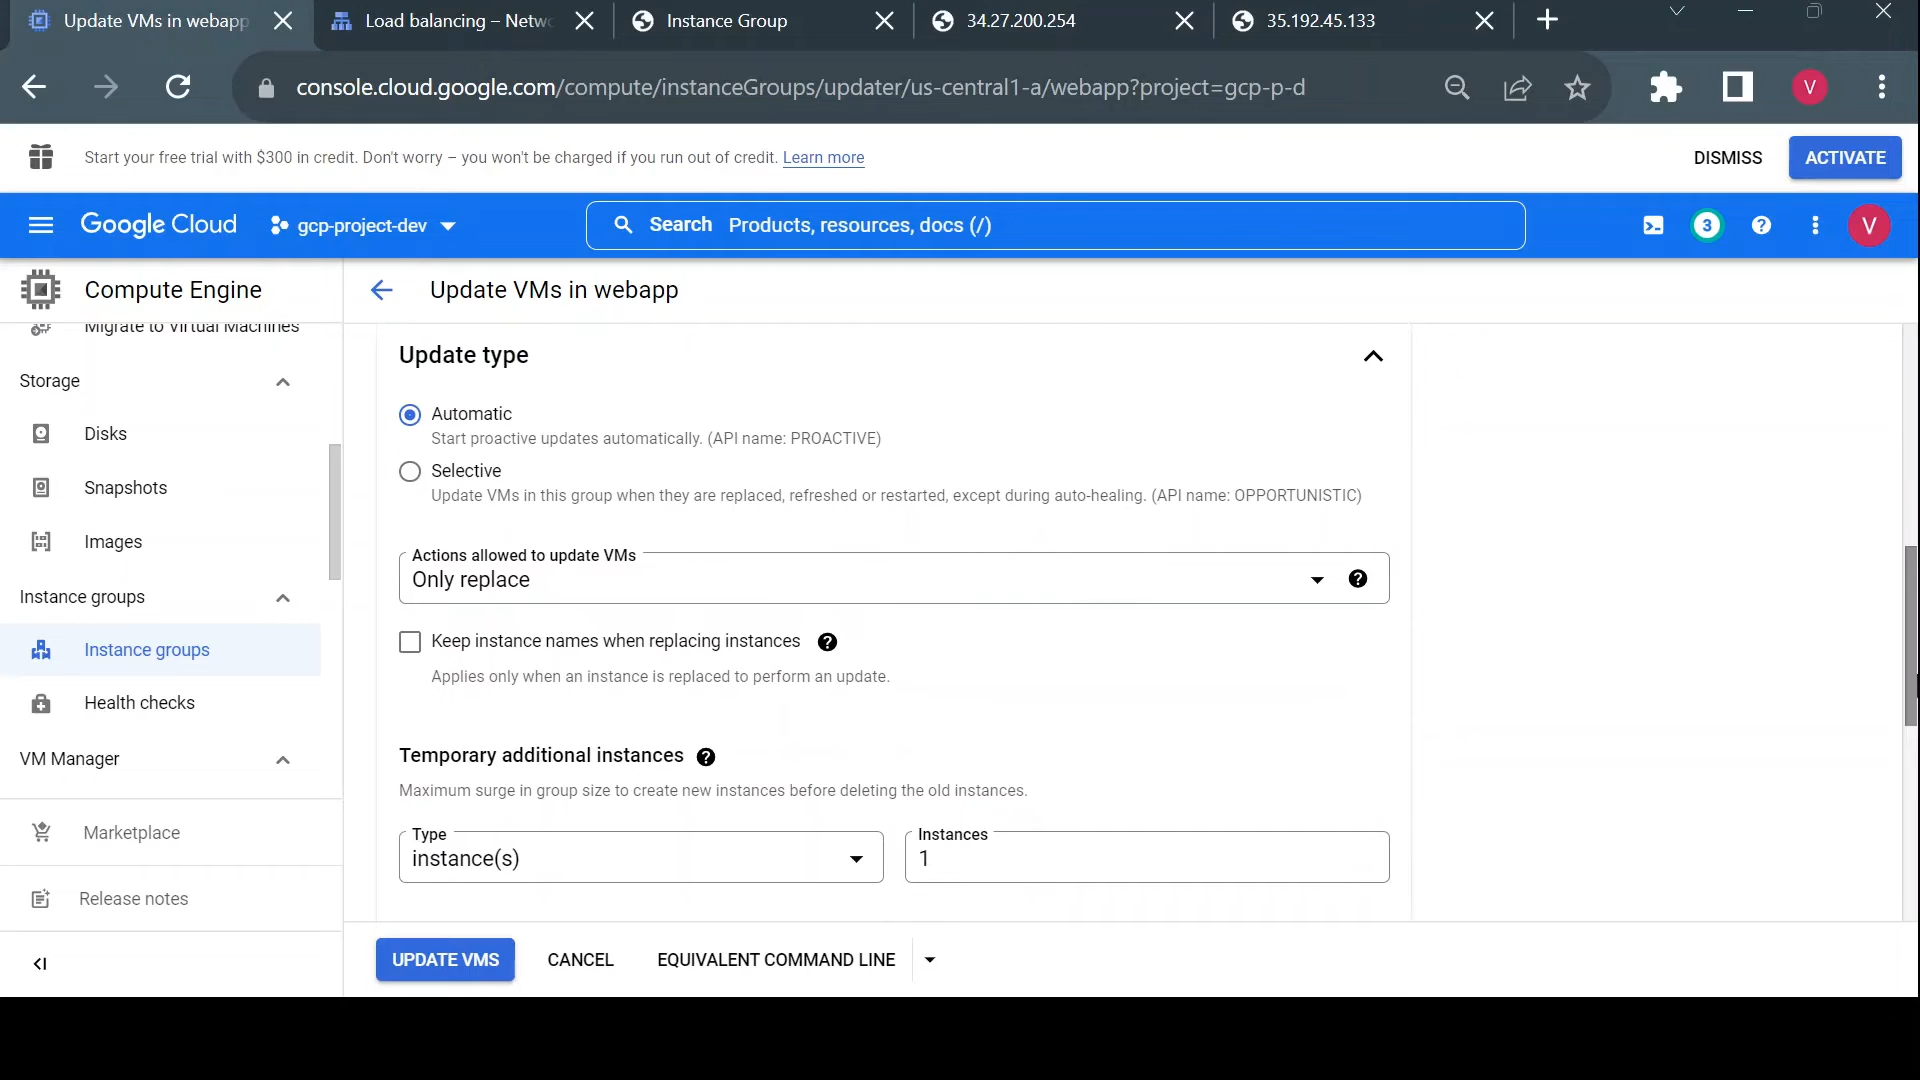 Update VMs in webapp
Load balancing – Netwo
Instance Group
34.27.200.254
35.192.45.133
console.cloud.google.com/compute/instanceGroups/updater/us-central1-a/webapp?project=gcp-p-d
V
Start your free trial with $300 in credit. Don't worry – you won't be charged if you run out of credit. Learn more
DISMISS
ACTIVATE
Google Cloud
gcp-project-dev
Search Products, resources, docs (/)
3
V
Compute Engine
Update VMs in webapp
Migrate to Virtual Machines
Storage
Disks
Snapshots
Images
Instance groups
Instance groups
Health checks
VM Manager
Marketplace
Release notes
Update type
Automatic
Start proactive updates automatically. (API name: PROACTIVE)
Selective
Update VMs in this group when they are replaced, refreshed or restarted, except during auto-healing. (API name: OPPORTUNISTIC)
Actions allowed to update VMs
Only replace
Keep instance names when replacing instances
Applies only when an instance is replaced to perform an update.
Temporary additional instances
Maximum surge in group size to create new instances before deleting the old instances.
Type
instance(s)
Instances
1
UPDATE VMS
CANCEL
EQUIVALENT COMMAND LINE